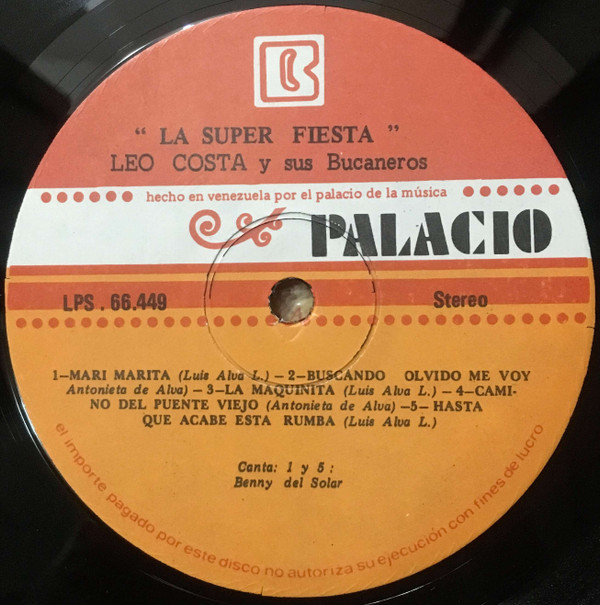 “ LA SUPER FIESTA ”
LEO COSTA y sus Bucaneros
hecho en venezuela por el palacio de la música
PALACIO
LPS . 66.449 Stereo
1—MARI MARITA (Luis Alva L.) — 2—BUSCANDO OLVIDO ME VOY
Antonieta de Alva) —3—LA MAQUINITA (Luis Alva L.) — 4—CAMI-
NO DEL PUENTE VIEJO (Antonieta de Alva) —5— HASTA
QUE ACABE ESTA RUMBA (Luis Alva L.)
Canta: 1 y 5 :
Benny del Solar
el importe pagado por este disco no autoriza su ejecución con fines de lucro